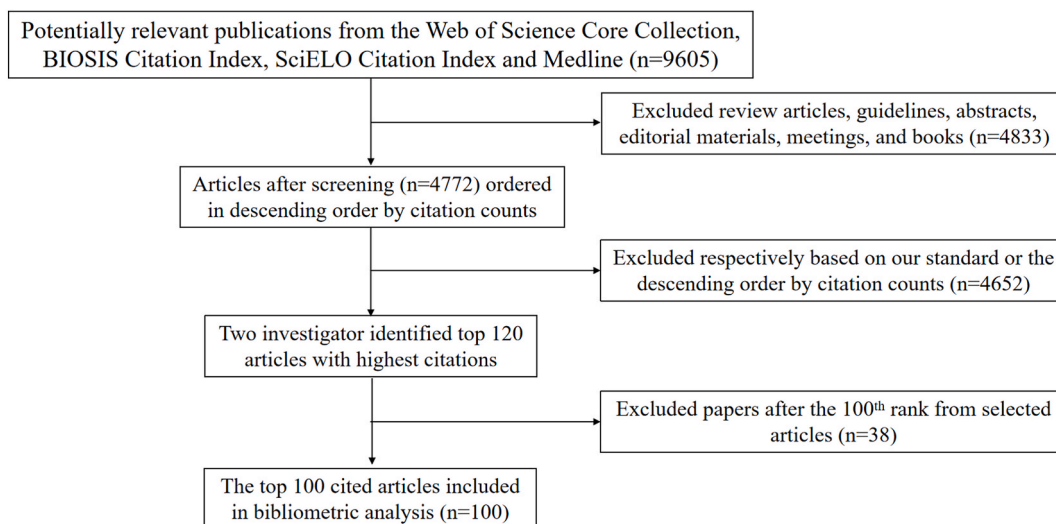 Potentially relevant publications from the Web of Science Core Collection,
BIOSIS Citation Index, SciELO Citation Index and Medline (n=9605)
Excluded review articles, guidelines, abstracts,
editorial materials, meetings, and books (n=4833)
Articles after screening (n=4772) ordered
in descending order by citation counts
Excluded respectively based on our standard or the
descending order by citation counts (n=4652)
Two investigator identified top 120
articles with highest citations
Excluded papers after the 100th rank from selected
articles (n=38)
The top 100 cited articles included
in bibliometric analysis (n=100)